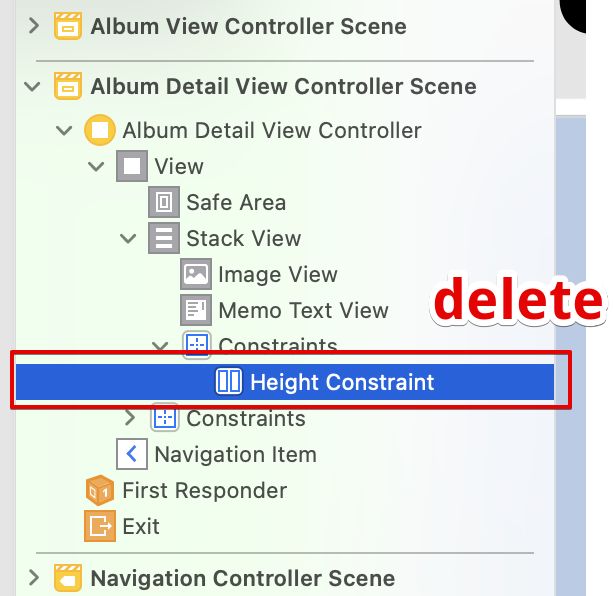 Album View Controller Scene
Album Detail View Controller Scene
Album Detail View Controller
View
Safe Area
Stack View
Image View
Memo Text View
delete
Constraints
Height Constraint
Constraints
Navigation Item
First Responder
Exit
Navigation Controller Scene